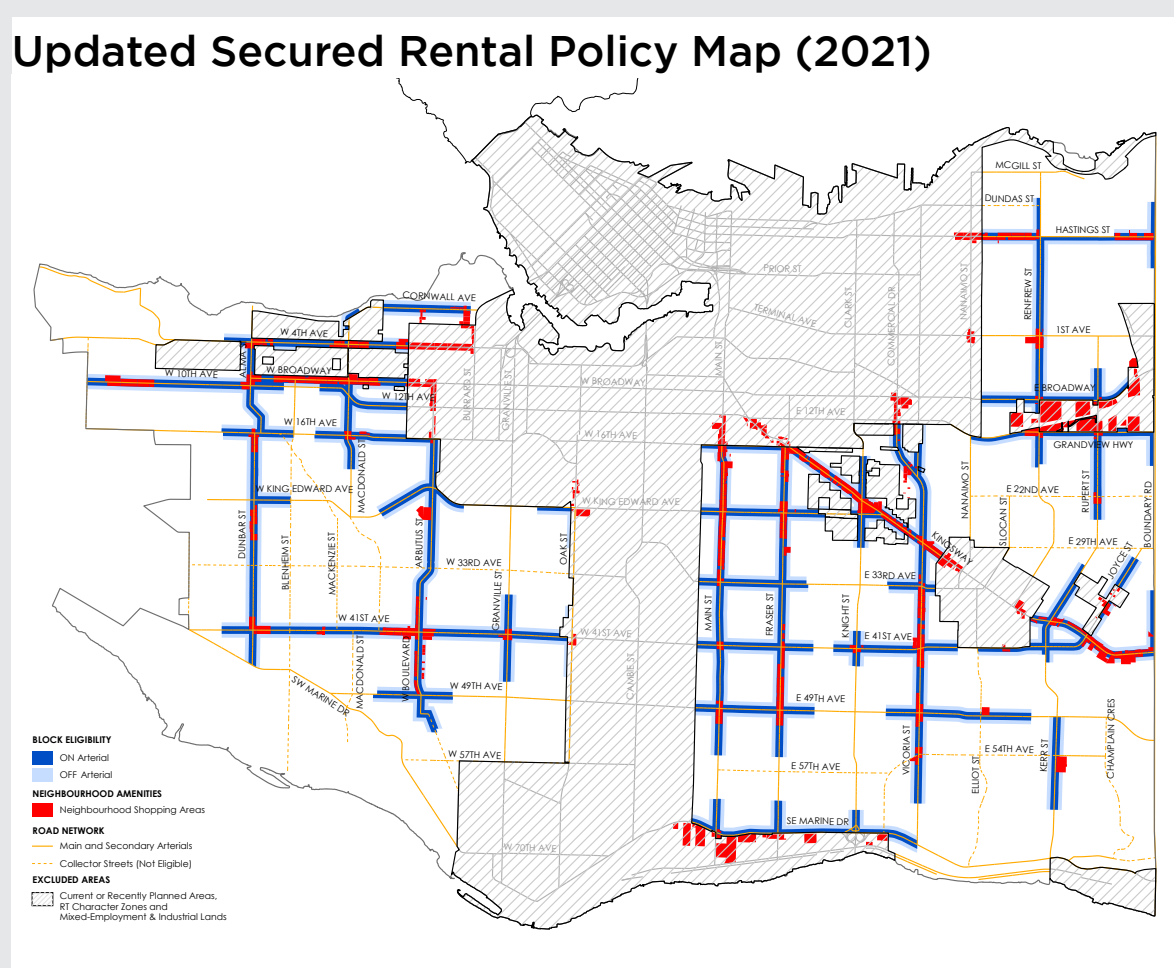 Updated Secured Rental Policy Map (2021)
MCGILL ST
DUNDAS ST
HASTINGS ST
PRIOR ST
CLARK ST
COMMERCIAL DR
NANAIMO ST
RENFREW ST
CORNWALL AVE
TERMINAL AVE
1ST AVE
W 4TH AVE
MAIN ST
ALMA
W 10TH AVE
W BROADWAY
W BROADWAY
E BROADWAY
BURRARD ST
GRANVILLE ST
W 12TH AVE
E 12TH AVE
W 16TH AVE
W 16TH AVE
GRANDVIEW HWY
MACDONALD ST
W KING EDWARD AVE
W KING EDWARD AVE
NANAIMO ST
E 22ND AVE
RUPERT ST
SLOCAN ST
BOUNDARY RD
DUNBAR ST
BLENHEIM ST
MACKENZIE ST
ARBUTUS ST
OAK ST
KINGSWAY
E 29TH AVE
JOYCE ST
W 33RD AVE
E 33RD AVE
GRANVILLE ST
MAIN ST
FRASER ST
KNIGHT ST
W 41ST AVE
W 41ST AVE
E 41ST AVE
MACDONALD ST
W BOULEVARD
CAMBIE ST
W 49TH AVE
E 49TH AVE
SW MARINE DR
CHAMPLAIN CRES
VICTORIA ST
ELLIOT ST
KERR ST
W 57TH AVE
E 54TH AVE
E 57TH AVE
SE MARINE DR
W 70TH AVE
BLOCK ELIGIBILITY
ON Arterial
OFF Arterial
NEIGHBOURHOOD AMENITIES
Neighbourhood Shopping Areas
ROAD NETWORK
Main and Secondary Arterials
Collector Streets (Not Eligible)
EXCLUDED AREAS
Current or Recently Planned Areas,
RT Character Zones and
Mixed-Employment & Industrial Lands